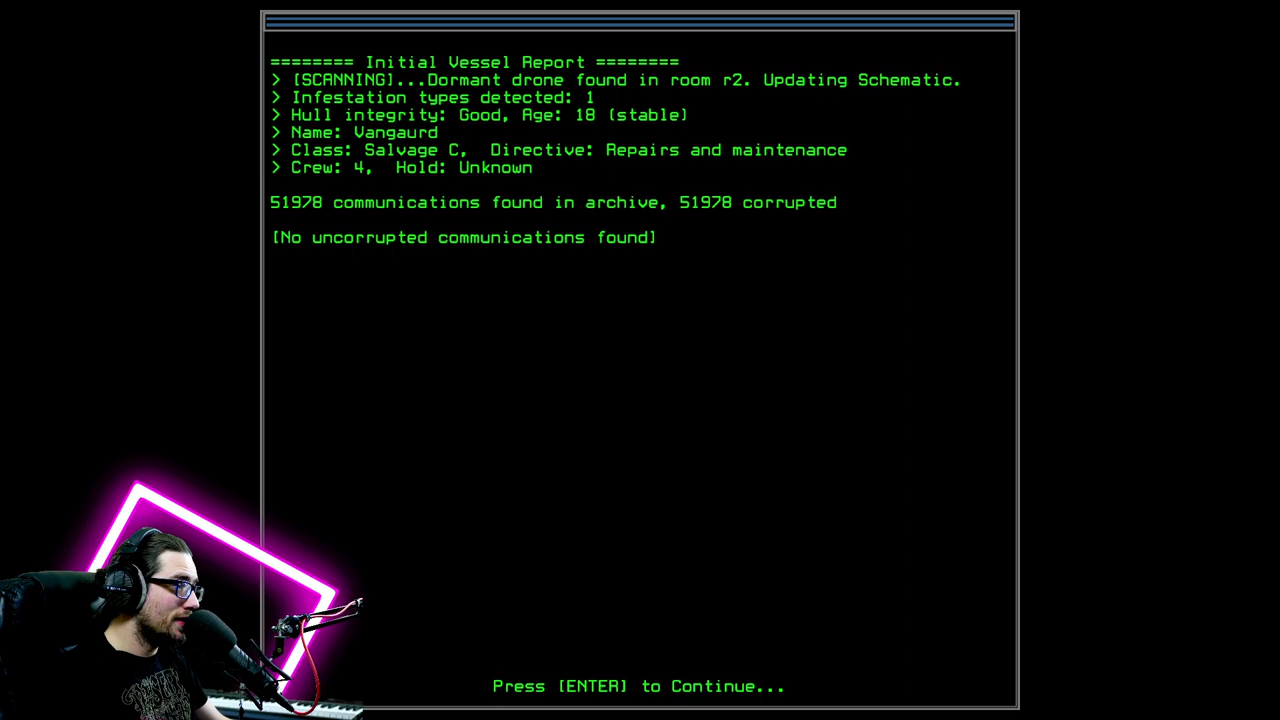 ======== Initial Vessel Report ========
> [SCANNING]...Dormant drone found in room r2. Updating Schematic.
> Infestation types detected: 1
> Hull integrity: Good, Age: 18 (stable)
> Name: Vangaurd
> Class: Salvage C,  Directive: Repairs and maintenance
> Crew: 4,  Hold: Unknown
51978 communications found in archive, 51978 corrupted
[No uncorrupted communications found]
Press [ENTER] to Continue...